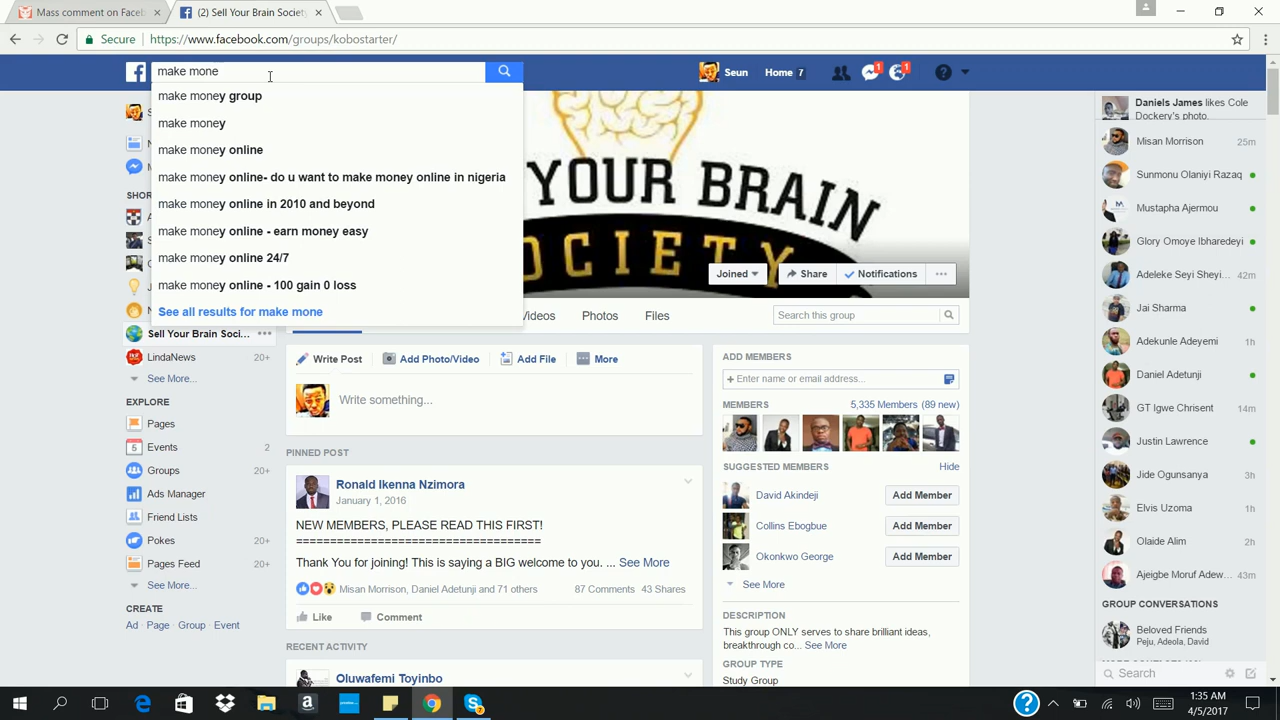 Mass comment on Faceb
(2) Sell Your Brain Society
Secure
https://www.facebook.com/groups/kobostarter/
make mone
Seun
Home 7
1
1
make money group
make money
make money online
make money online- do u want to make money online in nigeria
make money online in 2010 and beyond
make money online - earn money easy
make money online 24/7
make money online - 100 gain 0 loss
See all results for make mone
YOUR BRAIN
SOCIETY
Joined
Share
Notifications
Videos
Photos
Files
Search this group
SHOR
Sell Your Brain Soci...
LindaNews 20+
See More...
EXPLORE
Pages
5 Events 2
Groups 20+
Ads Manager
Friend Lists
Pokes 20+
Pages Feed 20+
See More...
CREATE
Ad · Page · Group · Event
Write Post
Add Photo/Video
Add File
More
Write something...
PINNED POST
Ronald Ikenna Nzimora
January 1, 2016
NEW MEMBERS, PLEASE READ THIS FIRST!
==================================
Thank You for joining! This is saying a BIG welcome to you. ... See More
Misan Morrison, Daniel Adetunji and 71 others
87 Comments 43 Shares
Like
Comment
RECENT ACTIVITY
Oluwafemi Toyinbo
ADD MEMBERS
+ Enter name or email address...
MEMBERS
5,335 Members (89 new)
SUGGESTED MEMBERS
Hide
David Akindeji
Add Member
Collins Ebogbue
Add Member
Okonkwo George
Add Member
See More
DESCRIPTION
This group ONLY serves to share brilliant ideas,
breakthrough co... See More
GROUP TYPE
Study Group
Daniels James likes Cole
Dockery's photo.
Misan Morrison 25m
Sunmonu Olaniyi Razaq
Mustapha Ajermou
Glory Omoye Ibharedeyi
Adeleke Seyi Sheyi... 42m
Jai Sharma
Adekunle Adeyemi 1h
Daniel Adetunji
GT Igwe Chrisent 14m
Justin Lawrence
Jide Ogunsanya 3h
Elvis Uzoma 1h
Olaide Alim 2h
Ajeigbe Moruf Adew... 43m
GROUP CONVERSATIONS
Beloved Friends
Peju, Adeola, David
Search
1:35 AM
4/5/2017